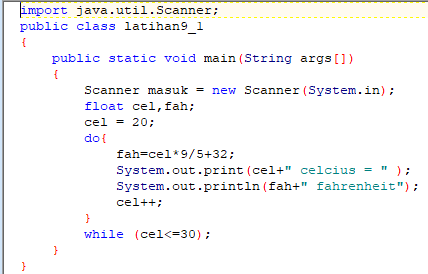 import java.util.Scanner;
public class latihan9_1
{
    public static void main(String args[])
    {
        Scanner masuk = new Scanner(System.in);
        float cel,fah;
        cel = 20;
        do{
            fah=cel*9/5+32;
            System.out.print(cel+" celcius = " );
            System.out.println(fah+" fahrenheit");
            cel++;
        }
        while (cel<=30);
    }
}